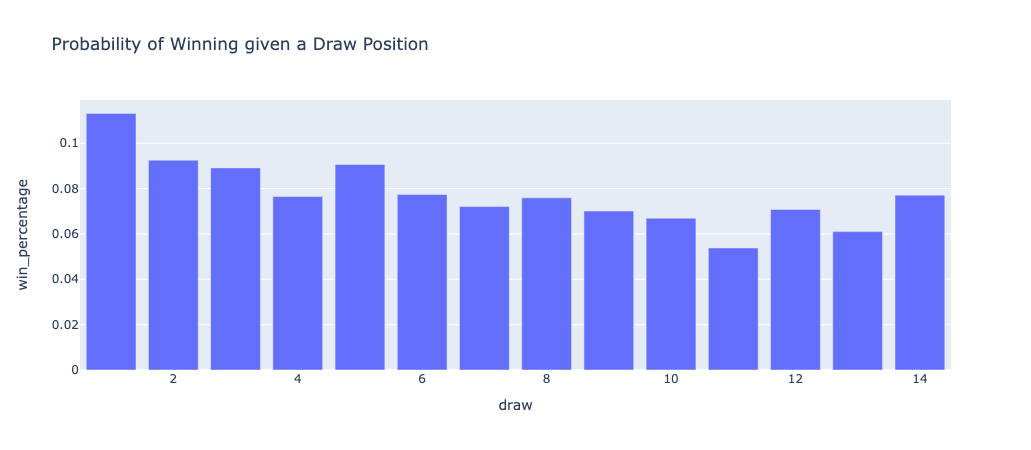 Probability of Winning given a Draw Position
win_percentage
0.1
0.08
0.06
0.04
0.02
0
2 4 6 8 10 12 14
draw